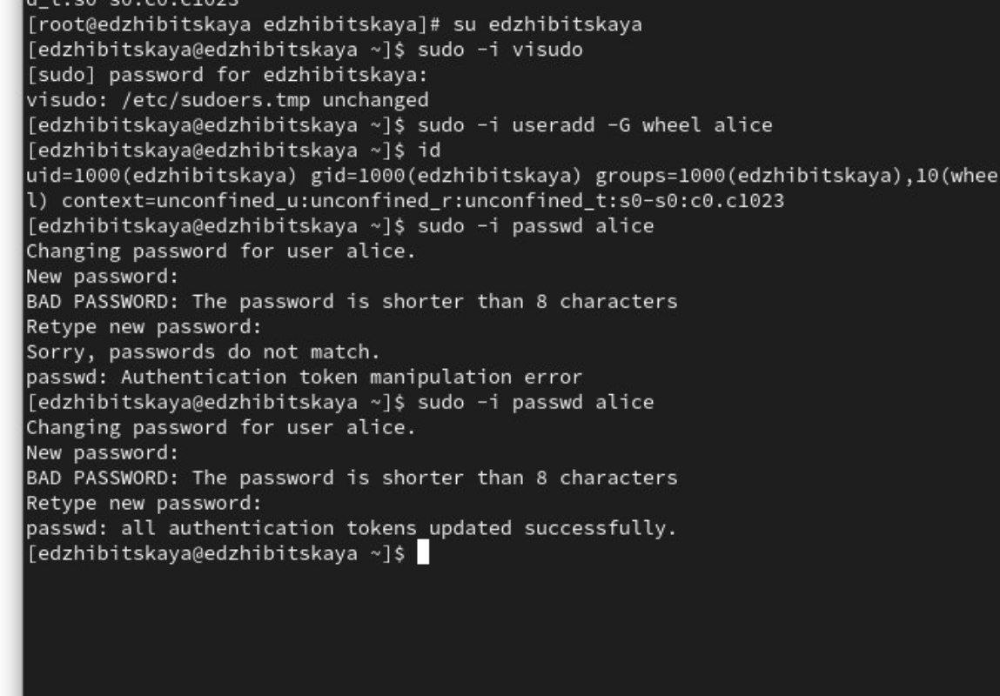 [root@edzhibitskaya edzhibitskaya]# su edzhibitskaya
[edzhibitskaya@edzhibitskaya ~]$ sudo -i visudo
[sudo] password for edzhibitskaya:
visudo: /etc/sudoers.tmp unchanged
[edzhibitskaya@edzhibitskaya ~]$ sudo -i useradd -G wheel alice
[edzhibitskaya@edzhibitskaya ~]$ id
uid=1000(edzhibitskaya) gid=1000(edzhibitskaya) groups=1000(edzhibitskaya),10(whee
l) context=unconfined_u:unconfined_r:unconfined_t:s0-s0:c0.c1023
[edzhibitskaya@edzhibitskaya ~]$ sudo -i passwd alice
Changing password for user alice.
New password:
BAD PASSWORD: The password is shorter than 8 characters
Retype new password:
Sorry, passwords do not match.
passwd: Authentication token manipulation error
[edzhibitskaya@edzhibitskaya ~]$ sudo -i passwd alice
Changing password for user alice.
New password:
BAD PASSWORD: The password is shorter than 8 characters
Retype new password:
passwd: all authentication tokens updated successfully.
[edzhibitskaya@edzhibitskaya ~]$